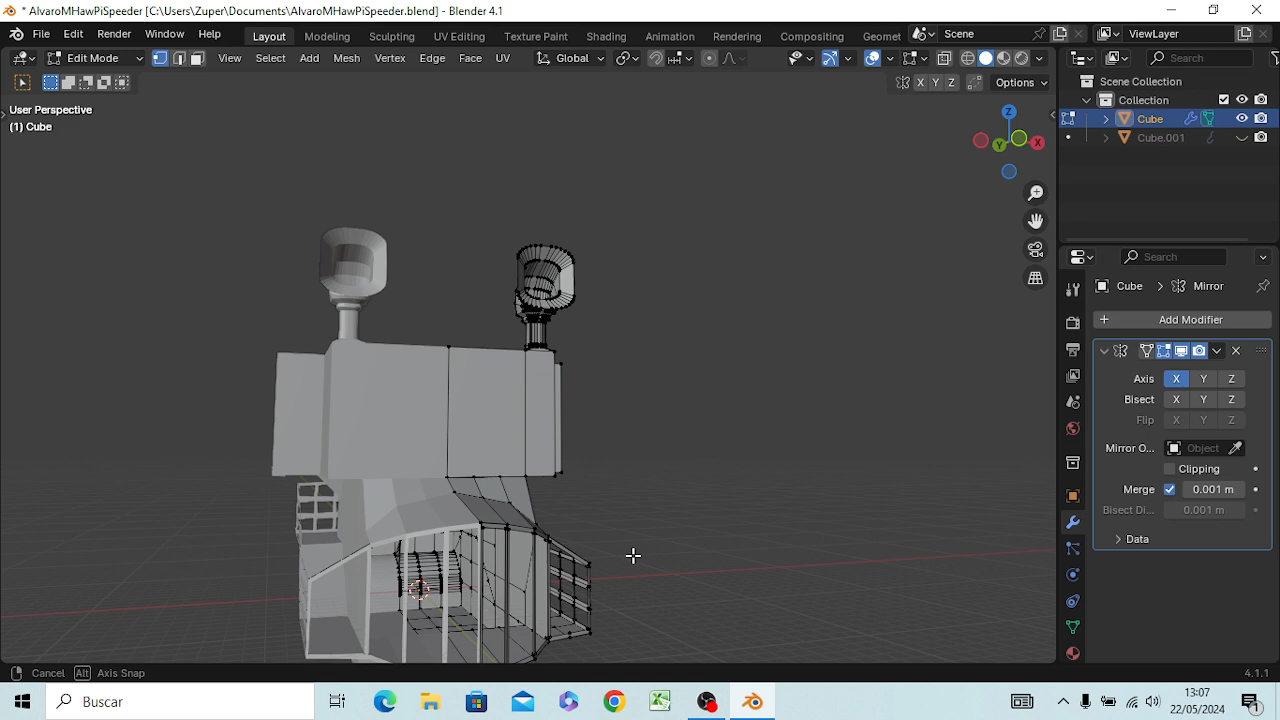 * AlvaroMHawPiSpeeder [C:\Users\Zuper\Documents\AlvaroMHawPiSpeeder.blend] - Blender 4.1
File Edit Render Window Help Layout Modeling Sculpting UV Editing Texture Paint Shading Animation Rendering Compositing Geomet Scene ViewLayer
Edit Mode View Select Add Mesh Vertex Edge Face UV Global Search
X Y Z Options
User Perspective
(1) Cube
Z
Y
X
Scene Collection
Collection
Cube
Cube.001
Search
Cube > Mirror
+ Add Modifier
Axis X Y Z
Bisect X Y Z
Flip X Y Z
Mirror O... Object
Clipping
Merge 0.001 m
Bisect Di... 0.001 m
> Data
Cancel Alt Axis Snap
4.1.1
Buscar
13:07
22/05/2024
1